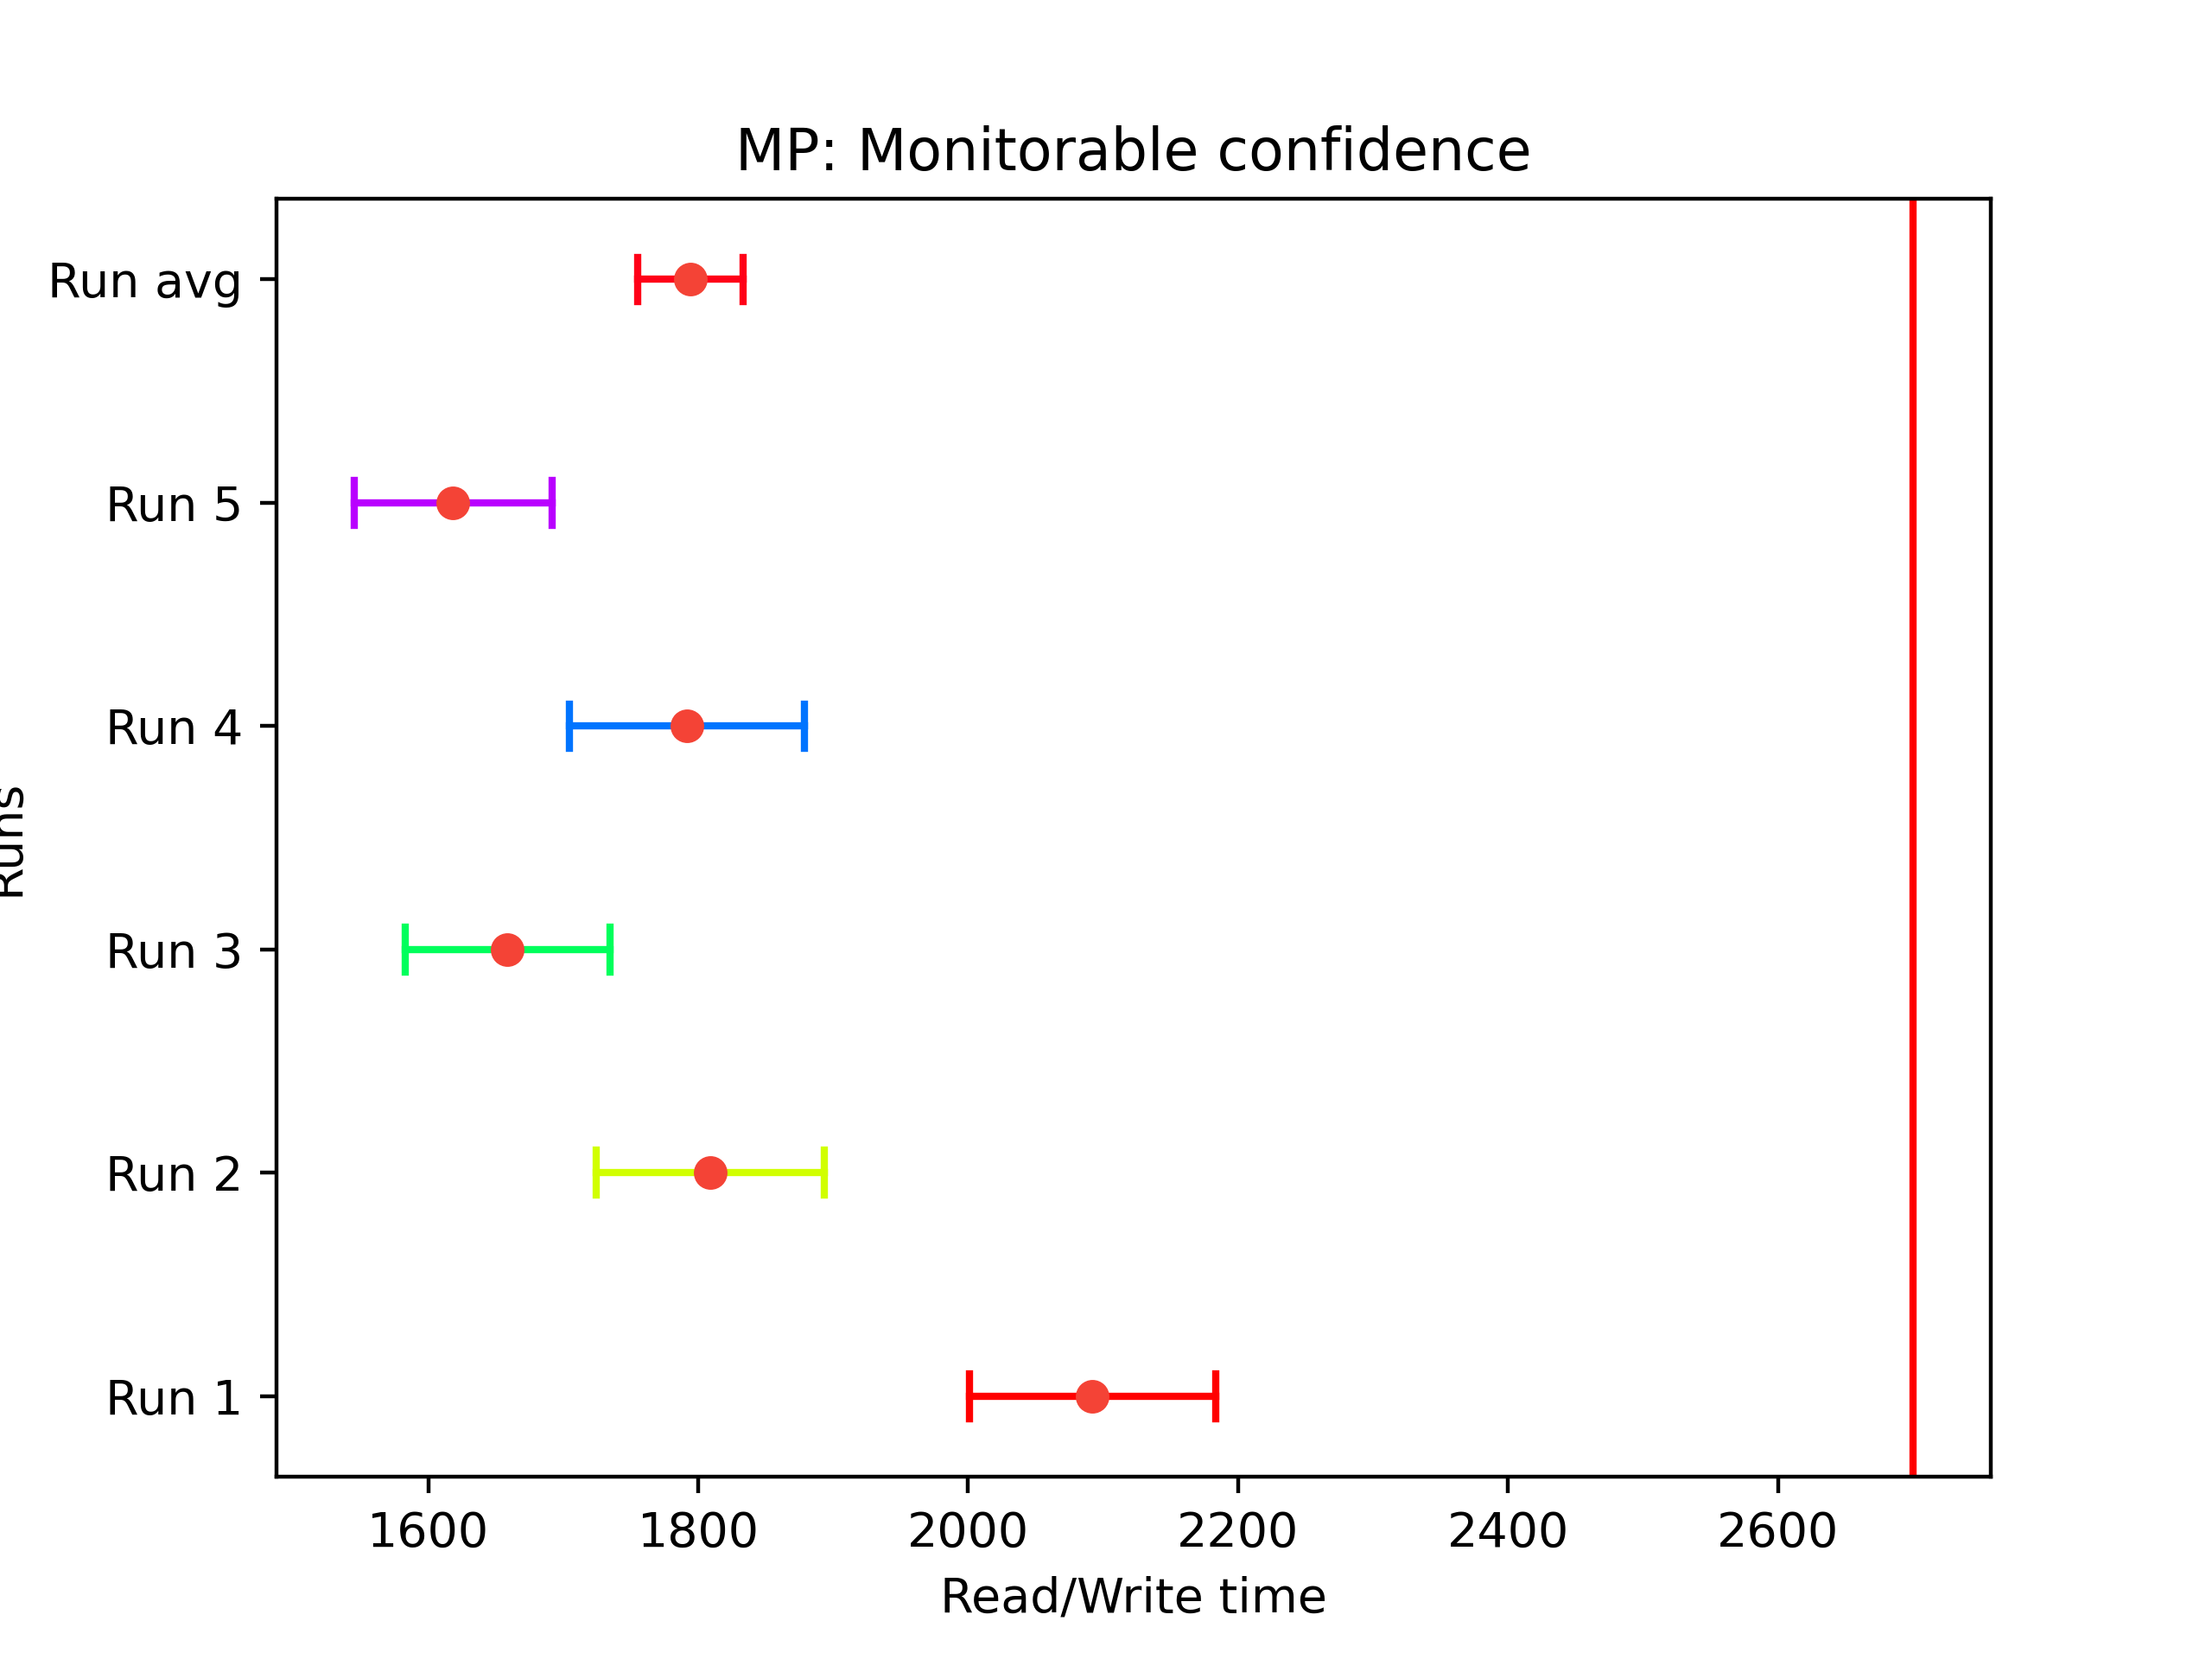 MP: Monitorable confidence
Run avg
Run 5
Run 4
Runs
Run 3
Run 2
Run 1
1600 1800 2000 2200 2400 2600
Read/Write time